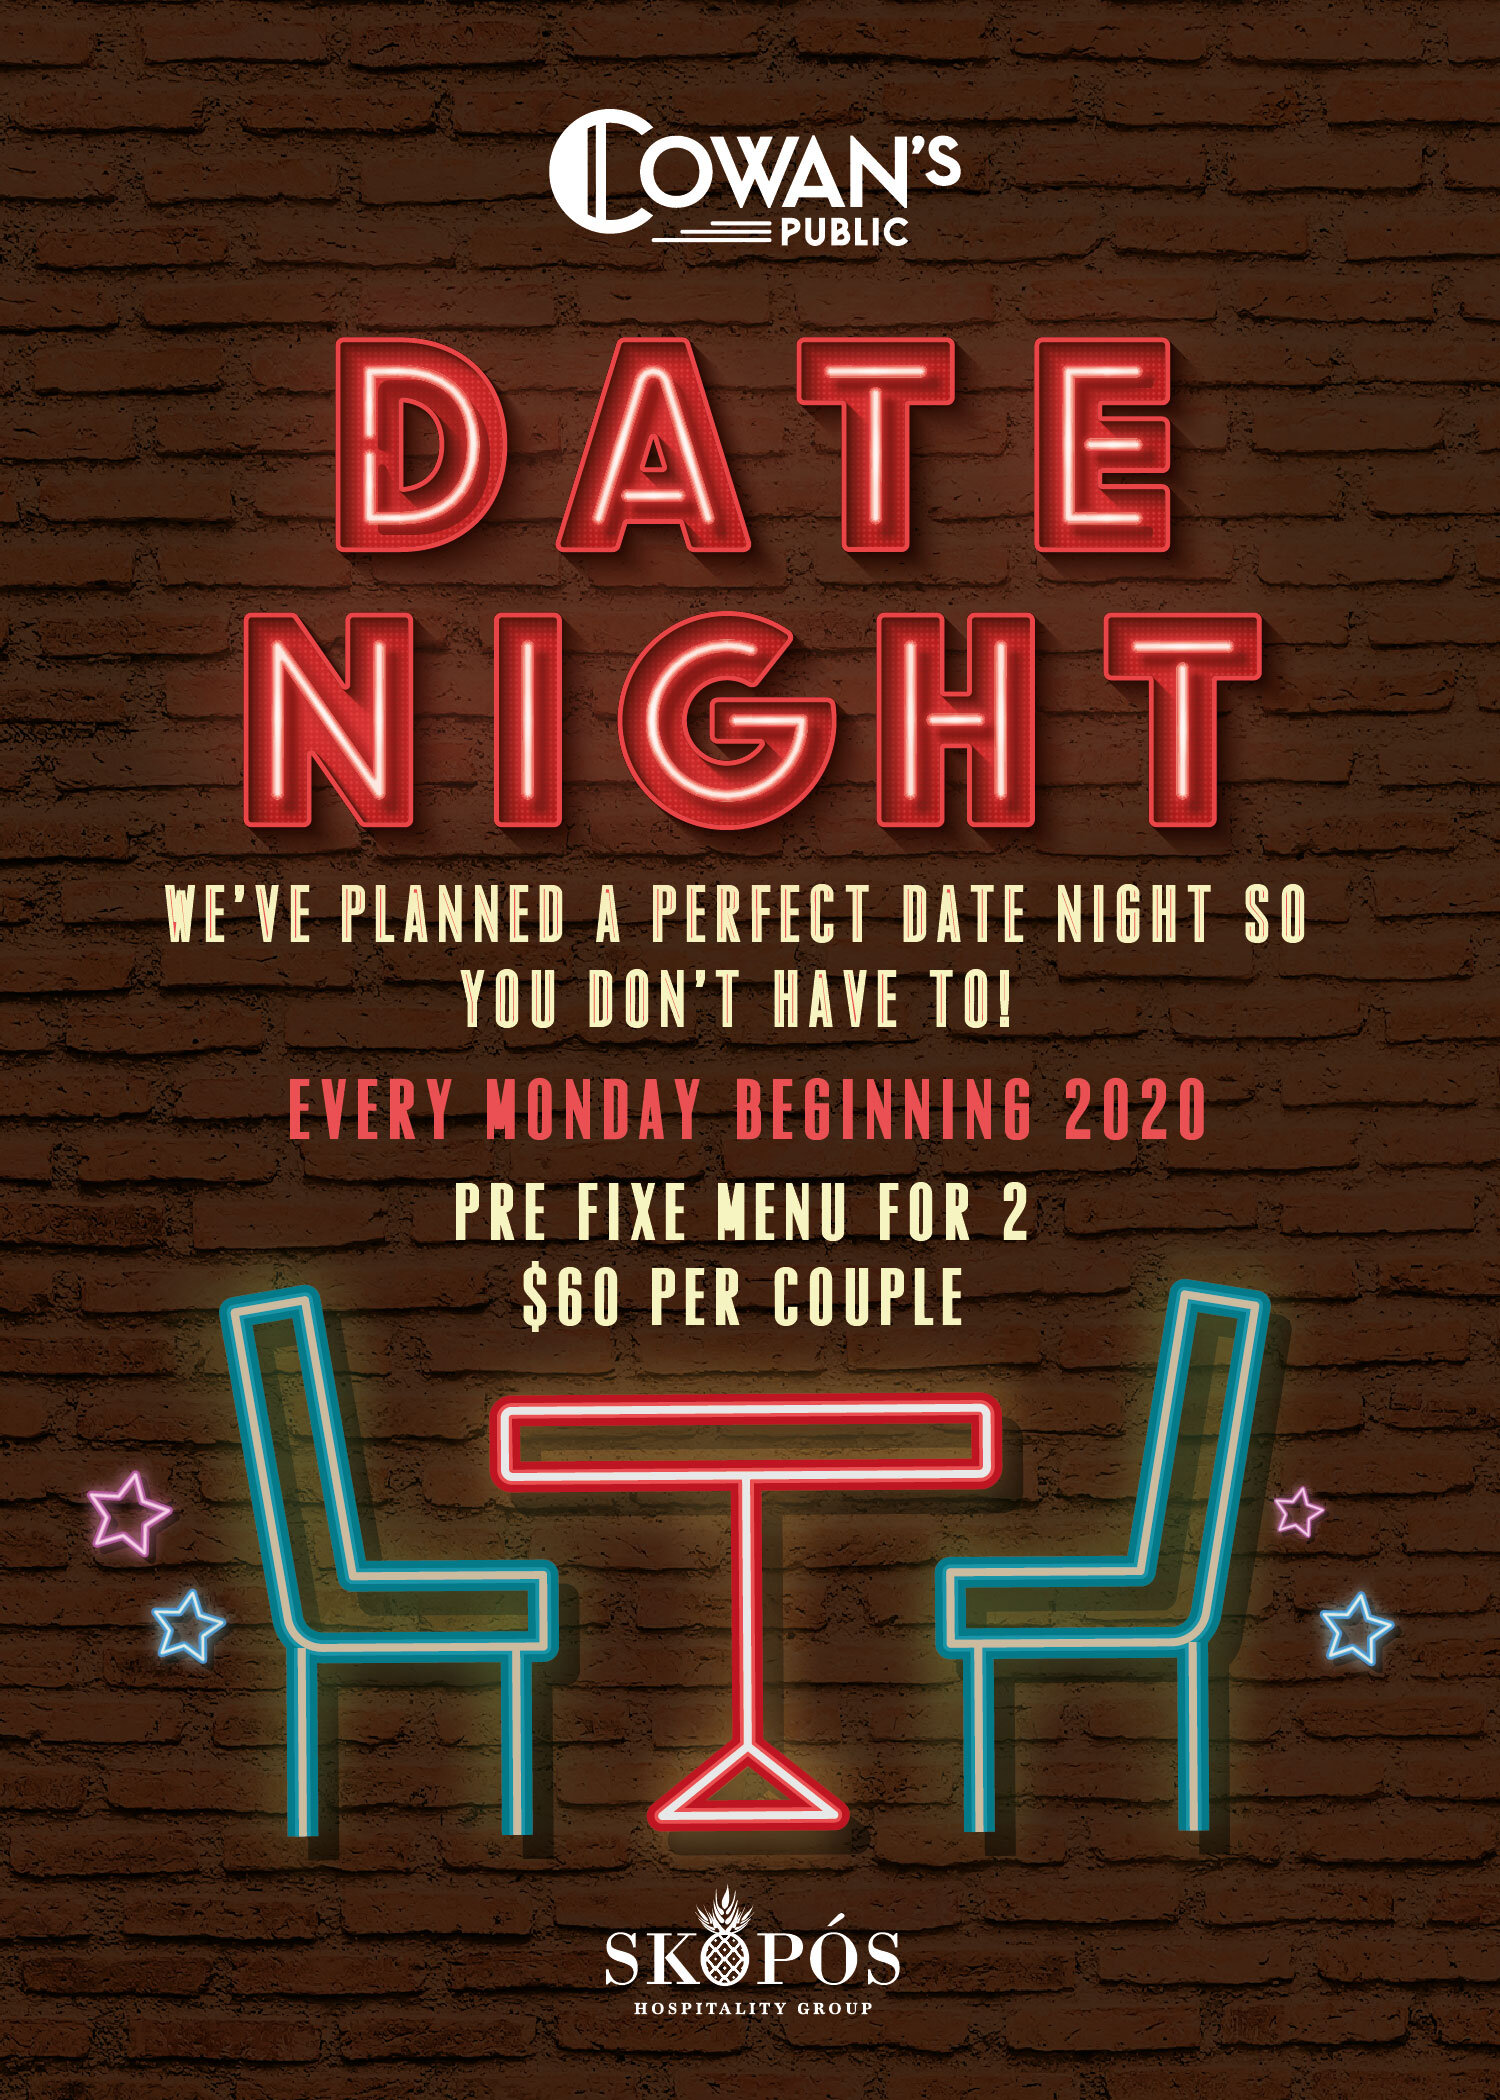 COWAN'S
PUBLIC
DATE
NIGHT
WE'VE PLANNED A PERFECT DATE NIGHT SO
YOU DON'T HAVE TO!
EVERY MONDAY BEGINNING 2020
PRE FIXE MENU FOR 2
$60 PER COUPLE
SKOPÓS
HOSPITALITY GROUP